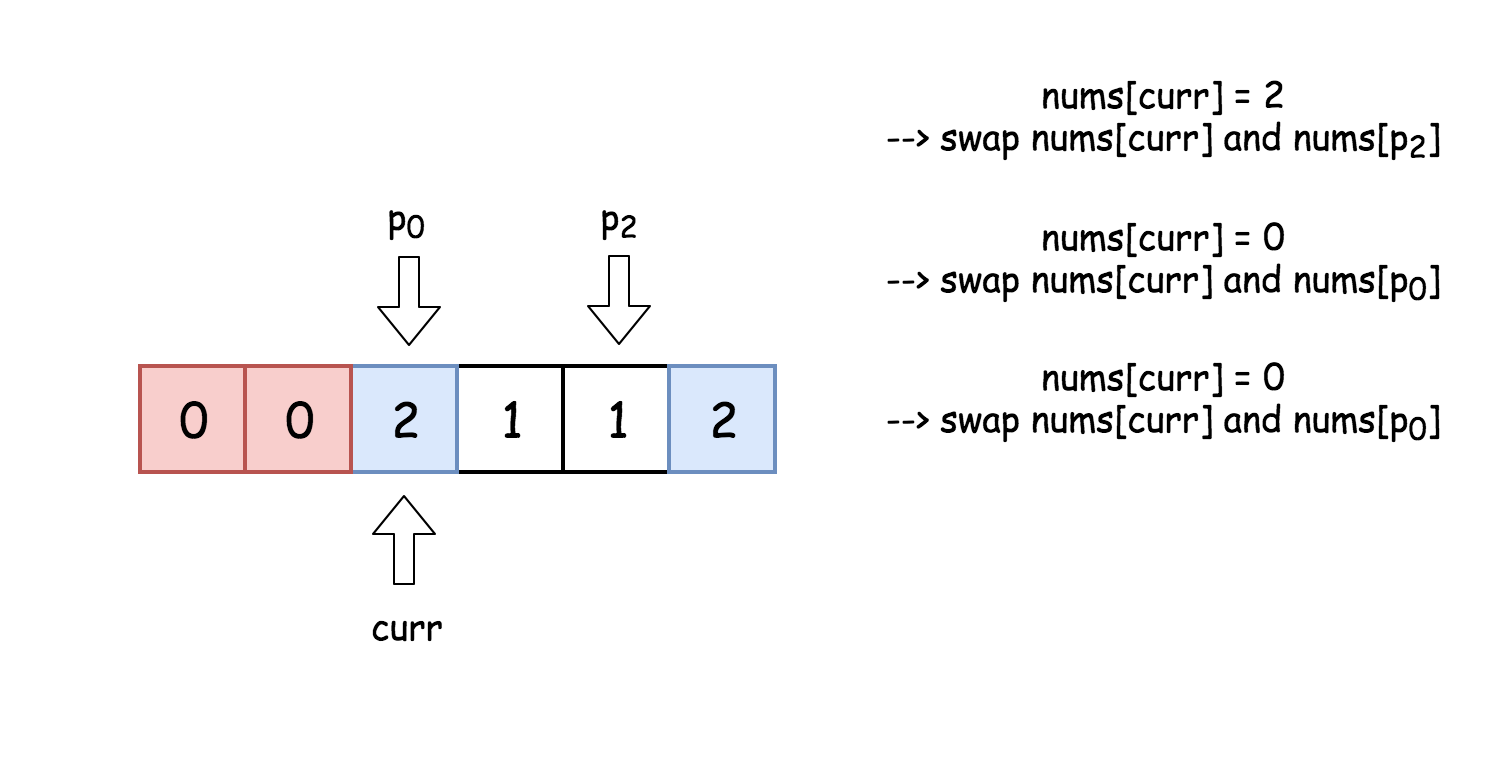 nums[curr] = 2
--> swap nums[curr] and nums[p2]
nums[curr] = 0
--> swap nums[curr] and nums[p0]
nums[curr] = 0
--> swap nums[curr] and nums[p0]
p0 p2
0 0 2 1 1 2
curr